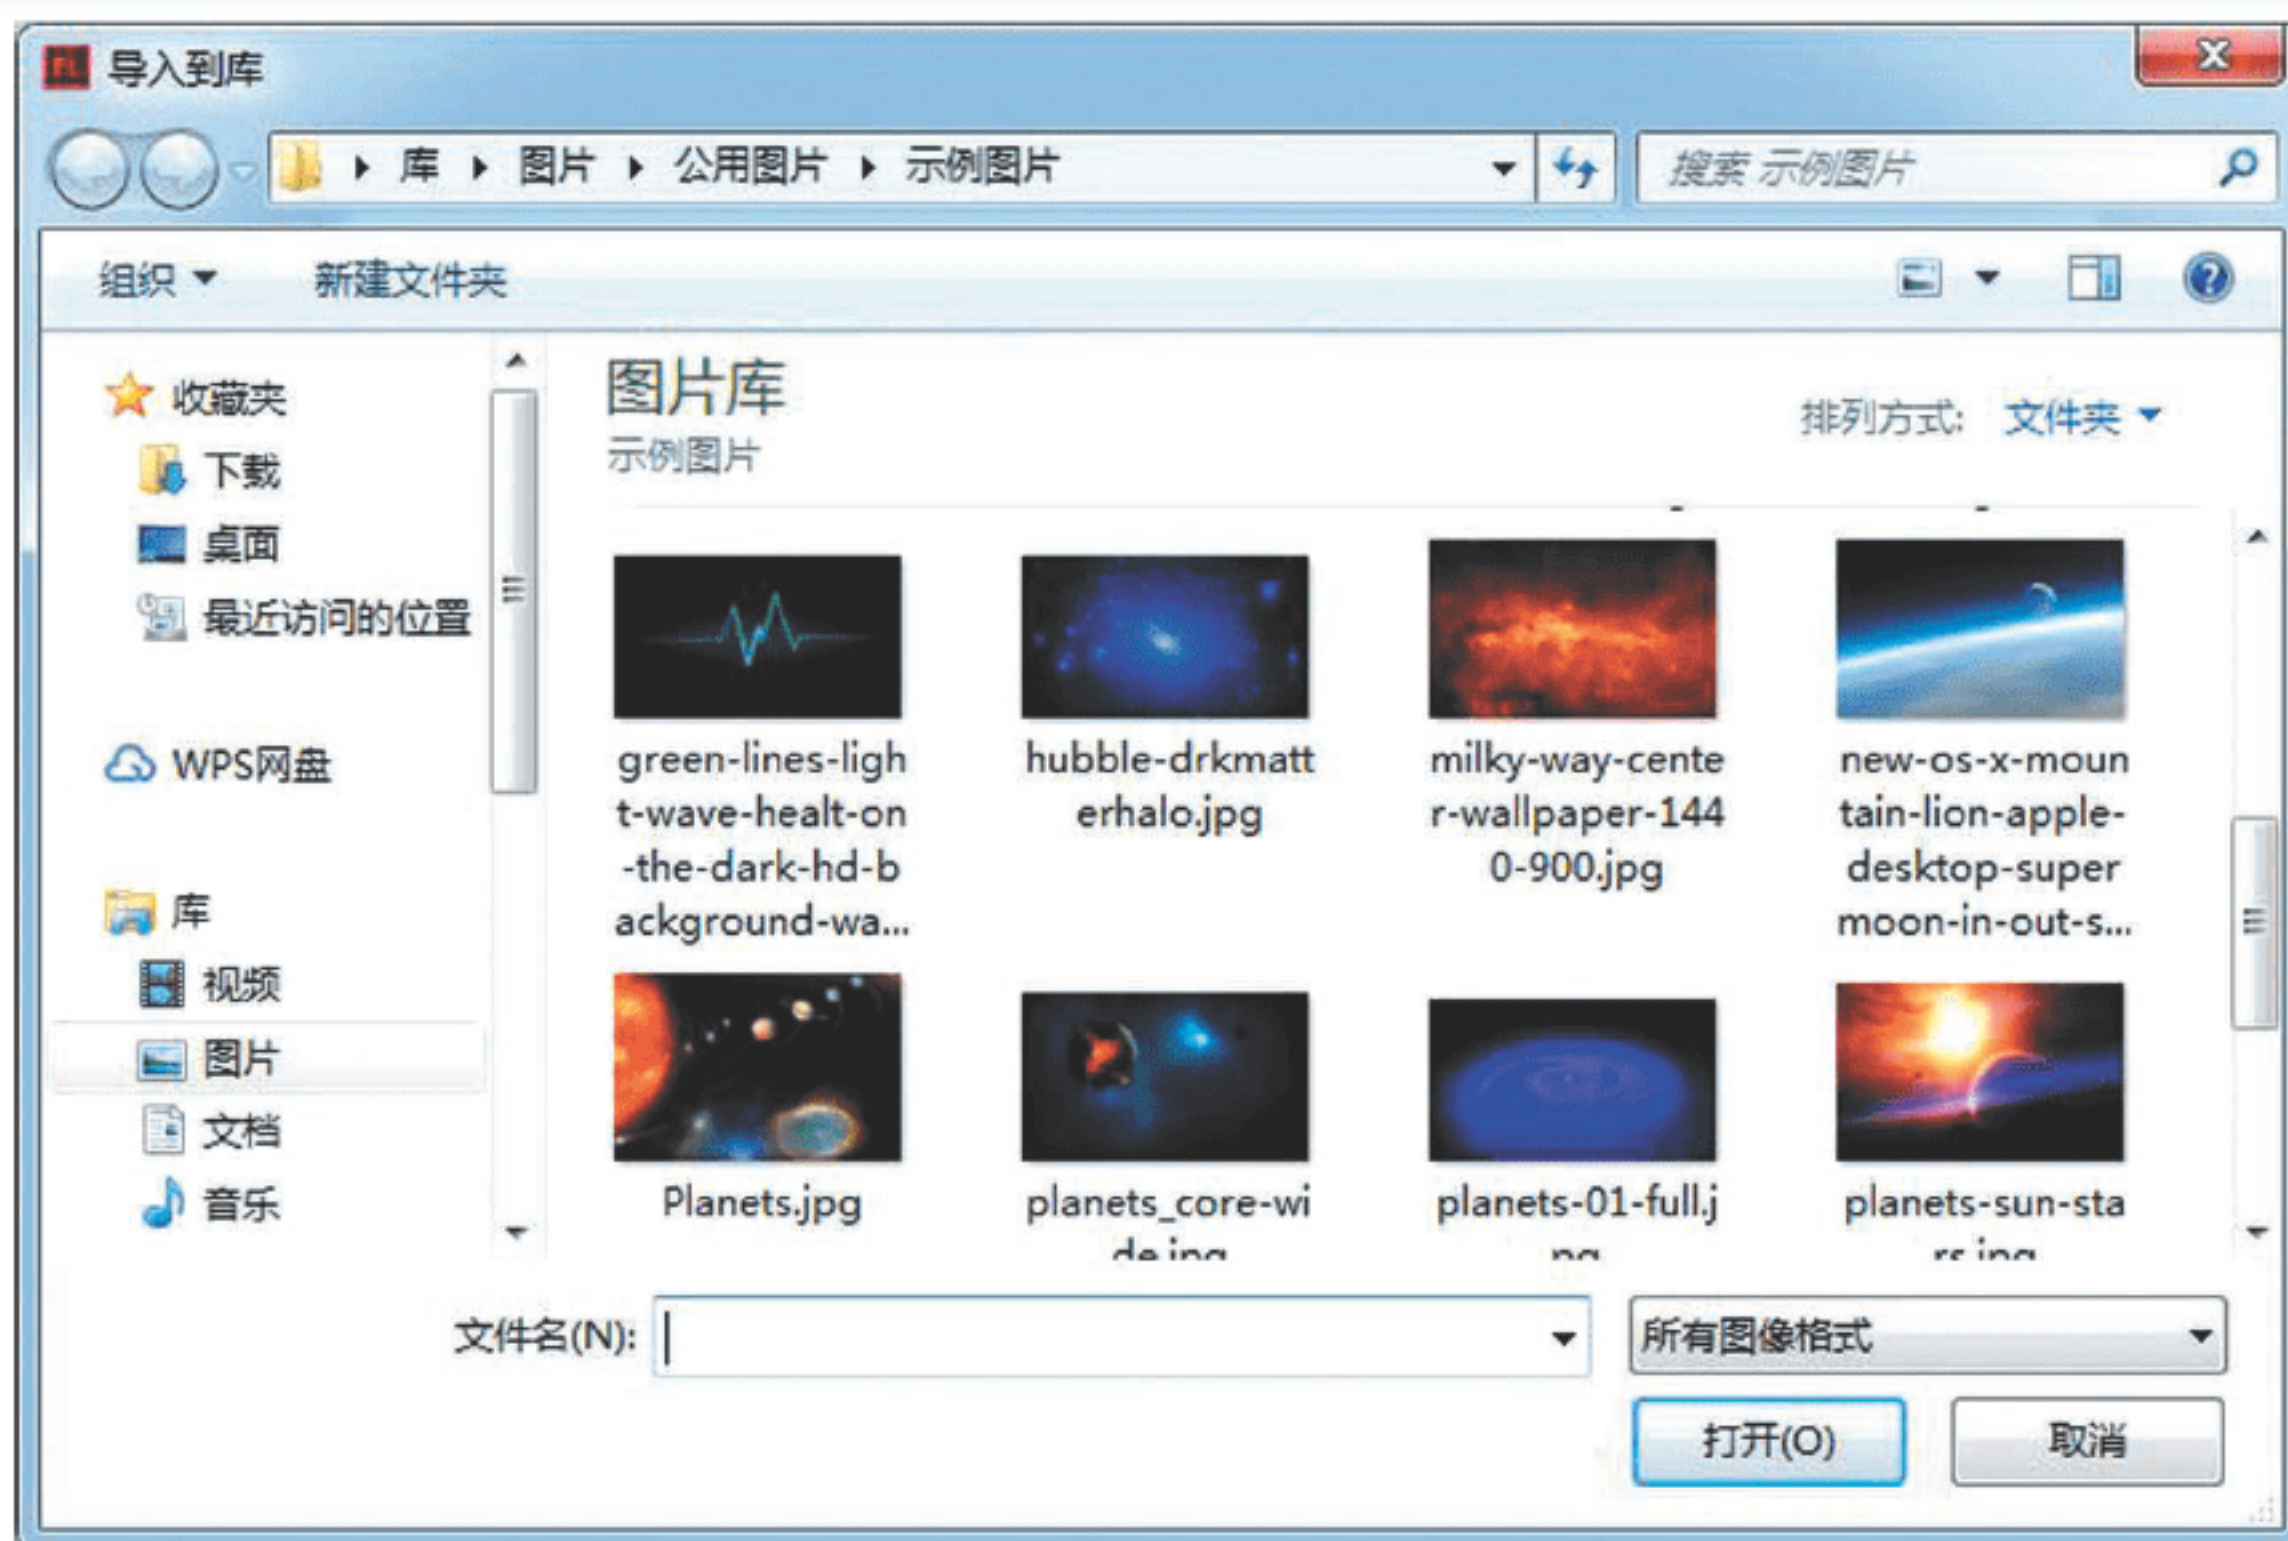 FL 导入到库
库 图片 公用图片 示例图片
搜索 示例图片
组织 新建文件夹
收藏夹
下载
桌面
最近访问的位置
WPS网盘
库
视频
图片
文档
音乐
图片库
示例图片
排列方式: 文件夹
green-lines-ligh
t-wave-healt-on
-the-dark-hd-b
ackground-wa...
hubble-drkmatt
erhalo.jpg
milky-way-cente
r-wallpaper-144
0-900.jpg
new-os-x-moun
tain-lion-apple-
desktop-super
moon-in-out-s...
Planets.jpg
planets_core-wi
de.jpg
planets-01-full.j
pg
planets-sun-sta
rs.jpg
文件名(N):
所有图像格式
打开(O)
取消